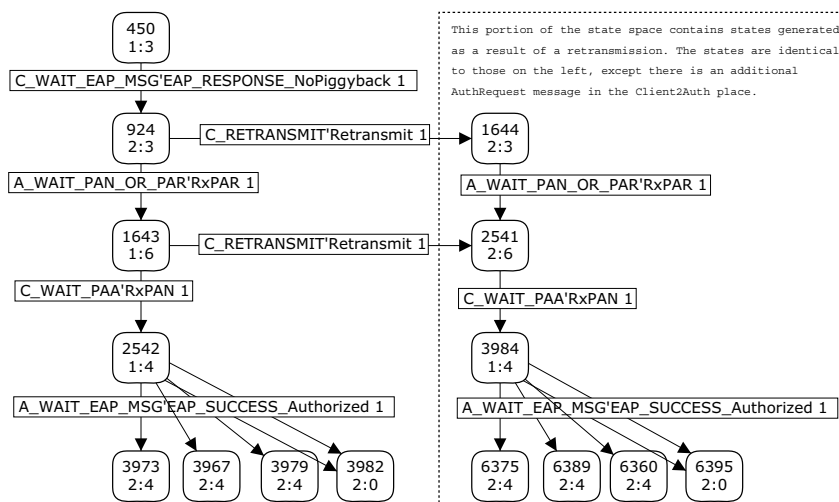 450
1:3
This portion of the state space contains states generated
as a result of a retransmission. The states are identical
to those on the left, except there is an additional
AuthRequest message in the Client2Auth place.
C_WAIT_EAP_MSG'EAP_RESPONSE_NoPiggyback 1
924
2:3
C_RETRANSMIT'Retransmit 1
1644
2:3
A_WAIT_PAN_OR_PAR'RxPAR 1
A_WAIT_PAN_OR_PAR'RxPAR 1
1643
1:6
C_RETRANSMIT'Retransmit 1
2541
2:6
C_WAIT_PAA'RxPAN 1
C_WAIT_PAA'RxPAN 1
2542
1:4
3984
1:4
A_WAIT_EAP_MSG'EAP_SUCCESS_Authorized 1
A_WAIT_EAP_MSG'EAP_SUCCESS_Authorized 1
3973
2:4
3967
2:4
3979
2:4
3982
2:0
6375
2:4
6389
2:4
6360
2:4
6395
2:0